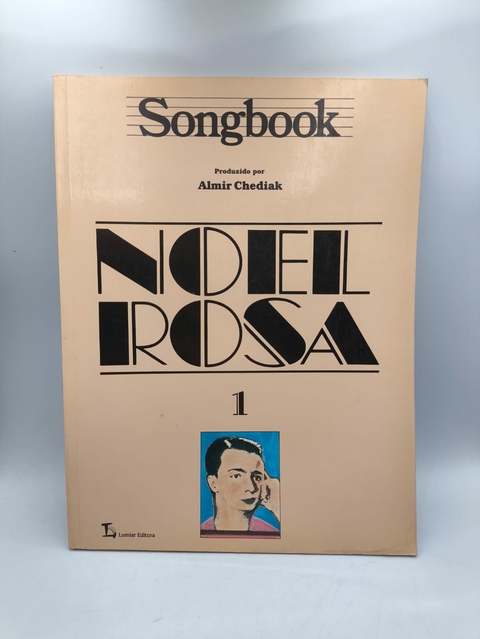 Songbook
Produzido por
Almir Chediak
NOEL
ROSA
1
Lumiar Editora